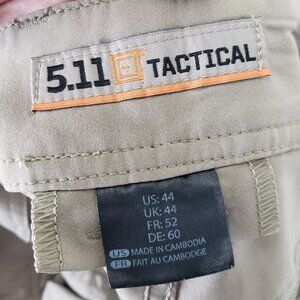 5.11 TACTICAL
US: 44
UK: 44
FR: 52
DE: 60
US MADE IN CAMBODIA
FR FAIT AU CAMBODGE